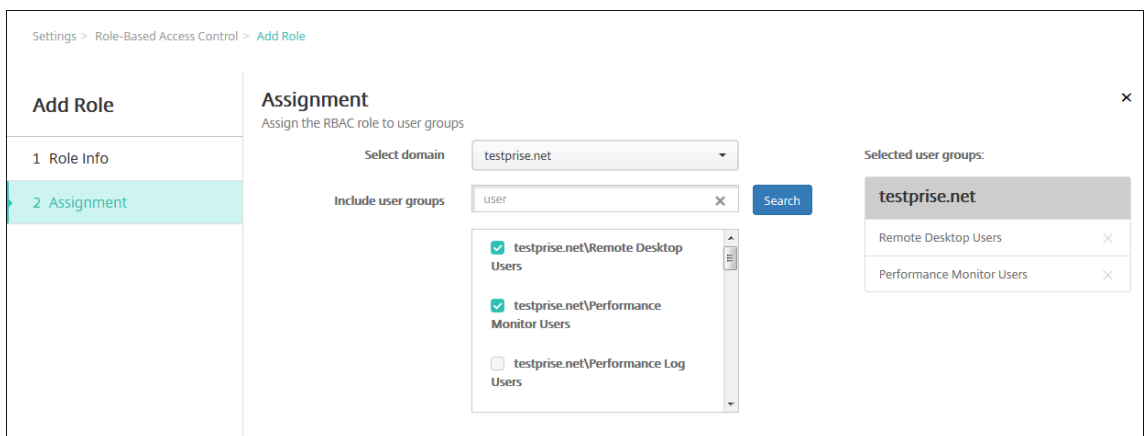 Settings > Role-Based Access Control > Add Role
Add Role
1 Role Info
2 Assignment
Assignment
Assign the RBAC role to user groups
Select domain
testprise.net
Include user groups
user
Search
testprise.net\Remote Desktop
Users
testprise.net\Performance
Monitor Users
testprise.net\Performance Log
Users
Selected user groups:
testprise.net
Remote Desktop Users
Performance Monitor Users